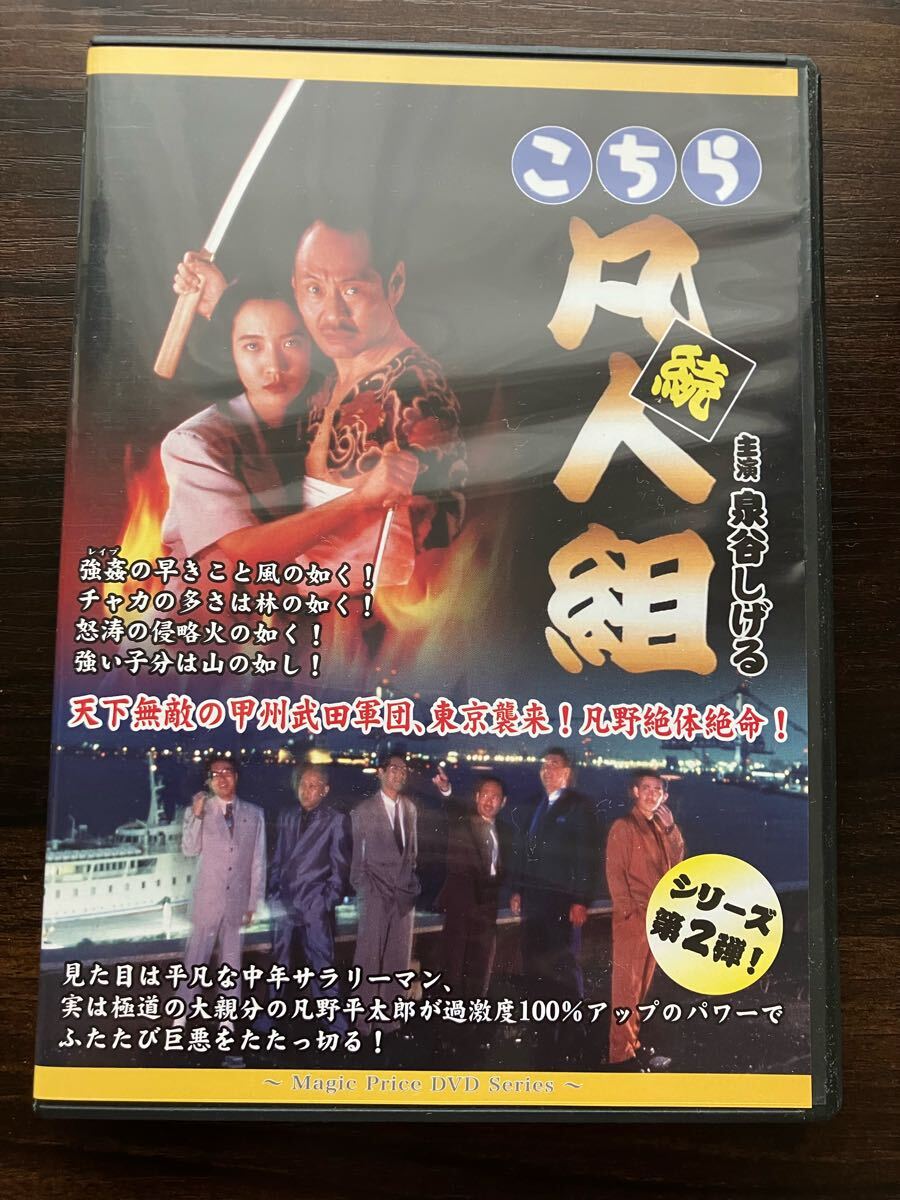 こちら
凡人組
続
主演 泉谷しげる
レイプ
強姦の早きこと風の如く!
チャカの多さは林の如く!
怒涛の侵略火の如く!
強い子分は山の如し!
天下無敵の甲州武田軍団、東京襲来!凡野絶体絶命!
シリーズ
第2弾!
見た目は平凡な中年サラリーマン、
実は極道の大親分の凡野平太郎が過激度100%アップのパワーで
ふたたび巨悪をたたっ切る!
~ Magic Price DVD Series ~